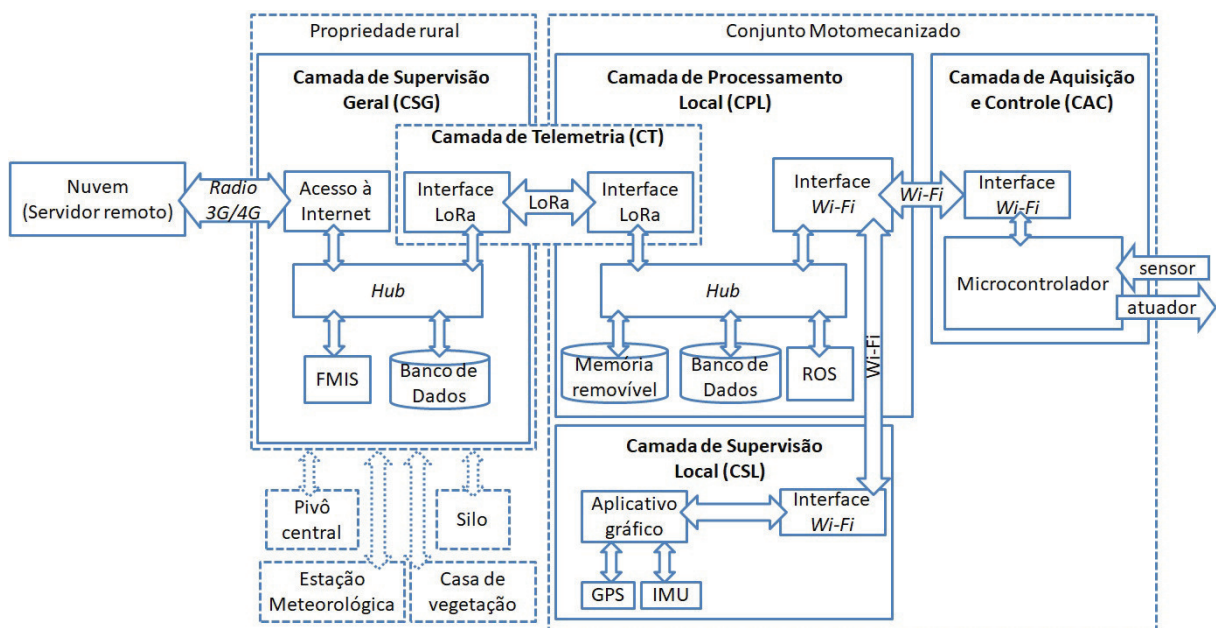 Propriedade rural
Conjunto Motomecanizado
Camada de Supervisão
Geral (CSG)
Camada de Processamento
Local (CPL)
Camada de Aquisição
e Controle (CAC)
Camada de Telemetria (CT)
Nuvem
(Servidor remoto)
Radio
3G/4G
Acesso à
Internet
Interface
LoRa
LoRa
Interface
LoRa
Interface
Wi-Fi
Wi-Fi
Interface
Wi-Fi
Hub
Hub
Microcontrolador
sensor
atuador
FMIS
Banco de
Dados
Memória
removível
Banco de
Dados
ROS
Wi-Fi
Camada de Supervisão
Local (CSL)
Aplicativo
gráfico
Interface
Wi-Fi
GPS
IMU
Pivô
central
Silo
Estação
Meteorológica
Casa de
vegetação